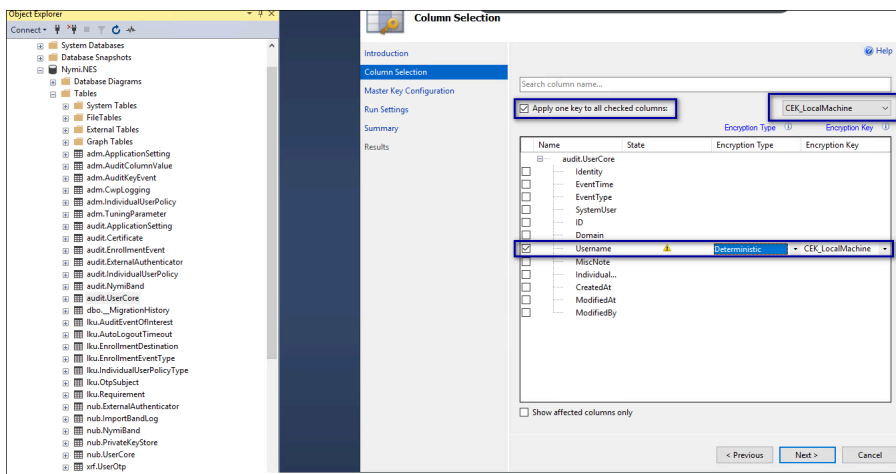 Object Explorer
Connect
System Databases
Database Snapshots
Nymi.NES
Database Diagrams
Tables
System Tables
FileTables
External Tables
Graph Tables
adm.ApplicationSetting
adm.AuditColumnValue
adm.AuditKeyEvent
adm.CwpLogging
adm.IndividualUserPolicy
adm.TuningParameter
audit.ApplicationSetting
audit.Certificate
audit.EnrollmentEvent
audit.ExternalAuthenticator
audit.IndividualUserPolicy
audit.NymiBand
audit.UserCore
dbo.__MigrationHistory
lku.AuditEventOfInterest
lku.AutoLogoutTimeout
lku.EnrollmentDestination
lku.EnrollmentEventType
lku.IndividualUserPolicyType
lku.OtpSubject
lku.Requirement
nub.ExternalAuthenticator
nub.ImportBandLog
nub.NymiBand
nub.PrivateKeyStore
nub.UserCore
xrf.UserOtp
Column Selection
Introduction
Column Selection
Master Key Configuration
Run Settings
Summary
Results
Help
Search column name...
Apply one key to all checked columns: CEK_LocalMachine
Encryption Type Encryption Key
Name State Encryption Type Encryption Key
audit.UserCore
Identity
EventTime
EventType
SystemUser
ID
Domain
Username Deterministic CEK_LocalMachine
MiscNote
Individual...
CreatedAt
ModifiedAt
ModifiedBy
Show affected columns only
< Previous Next > Cancel